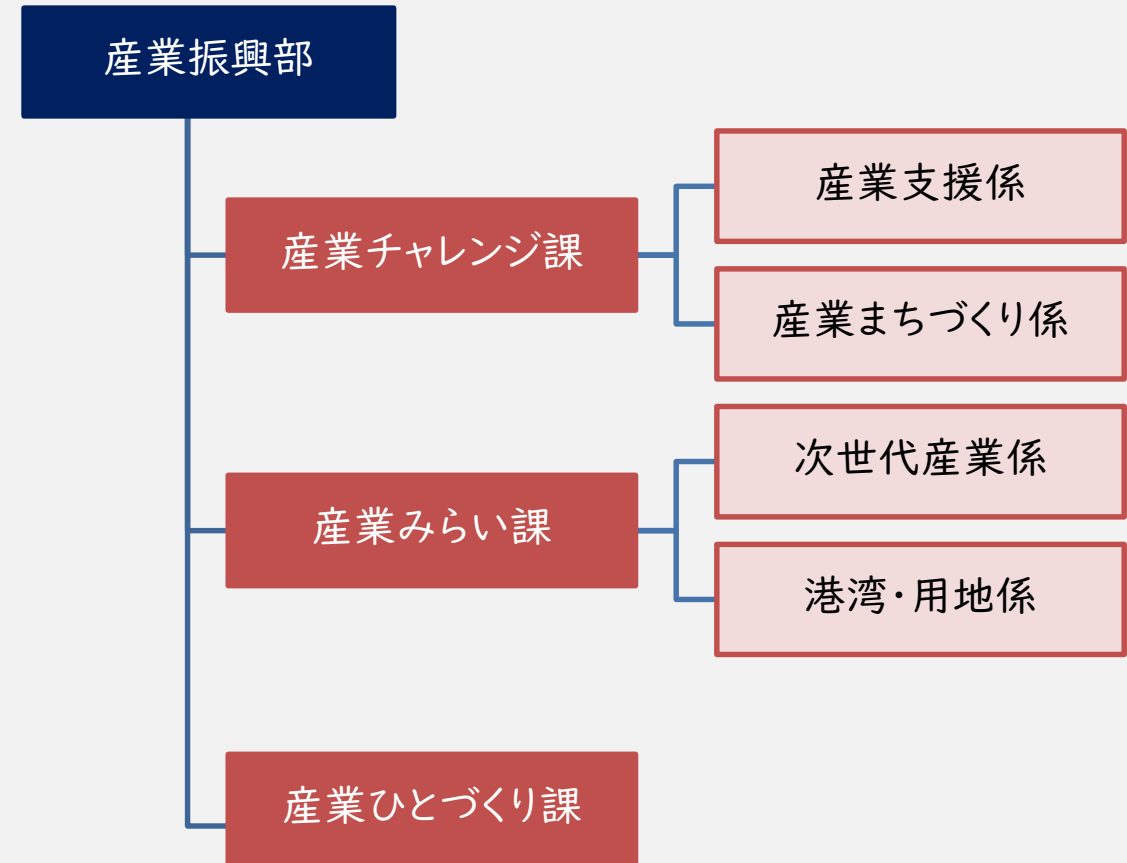 産業振興部
産業チャレンジ課
産業支援係
産業まちづくり係
産業みらい課
次世代産業係
港湾・用地係
産業ひとづくり課